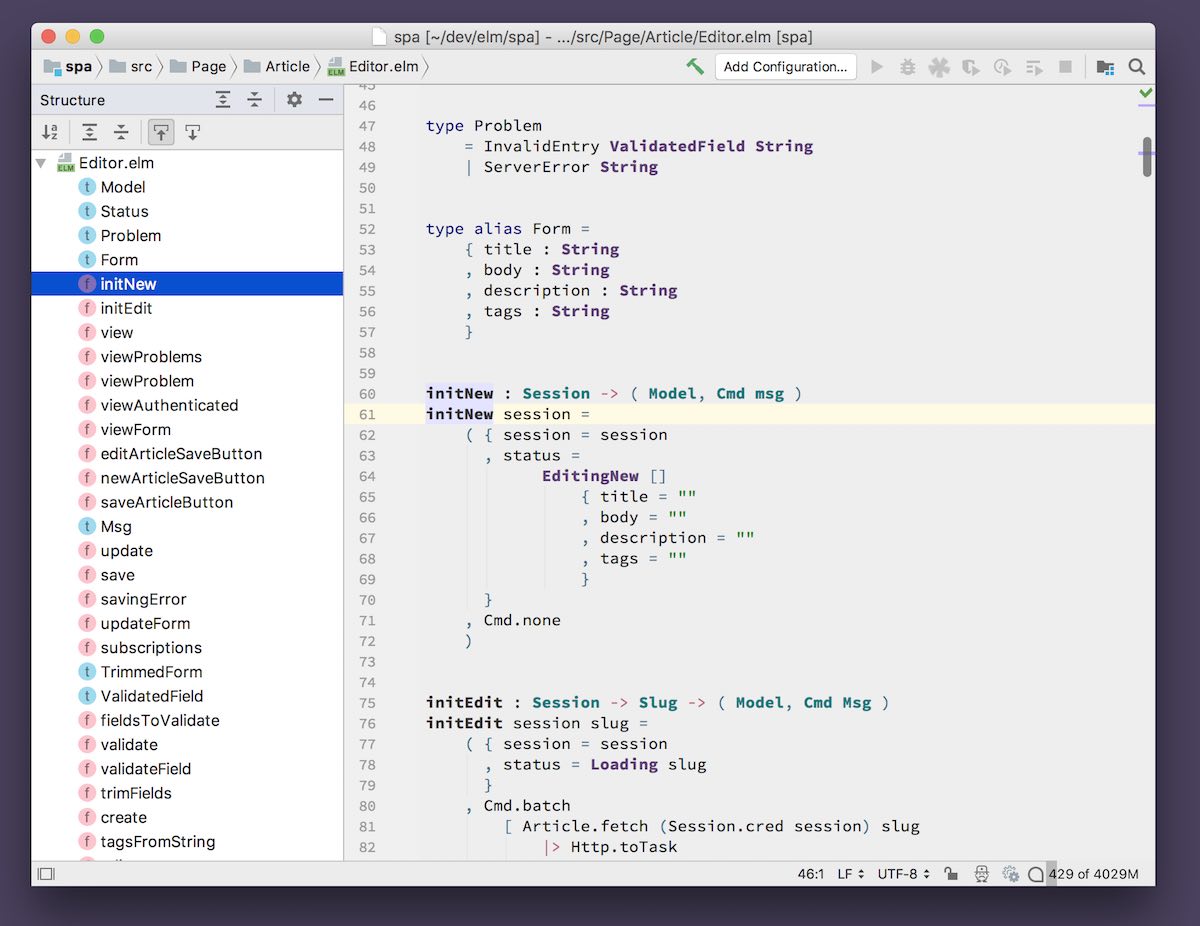 spa [~/dev/elm/spa] - .../src/Page/Article/Editor.elm [spa]
spa src Page Article ELM Editor.elm Add Configuration...
Structure
ELM Editor.elm
t Model
t Status
t Problem
t Form
f initNew
f initEdit
f view
f viewProblems
f viewProblem
f viewAuthenticated
f viewForm
f editArticleSaveButton
f newArticleSaveButton
f saveArticleButton
t Msg
f update
f save
f savingError
f updateForm
f subscriptions
t TrimmedForm
t ValidatedField
f fieldsToValidate
f validate
f validateField
f trimFields
f create
f tagsFromString
45
46
47 type Problem
48 = InvalidEntry ValidatedField String
49 | ServerError String
50
51
52 type alias Form =
53 { title : String
54 , body : String
55 , description : String
56 , tags : String
57 }
58
59
60 initNew : Session -> ( Model, Cmd msg )
61 initNew session =
62 ( { session = session
63 , status =
64 EditingNew []
65 { title = ""
66 , body = ""
67 , description = ""
68 , tags = ""
69 }
70 }
71 , Cmd.none
72 )
73
74
75 initEdit : Session -> Slug -> ( Model, Cmd Msg )
76 initEdit session slug =
77 ( { session = session
78 , status = Loading slug
79 }
80 , Cmd.batch
81 [ Article.fetch (Session.cred session) slug
82 |> Http.toTask
46:1 LF UTF-8 429 of 4029M